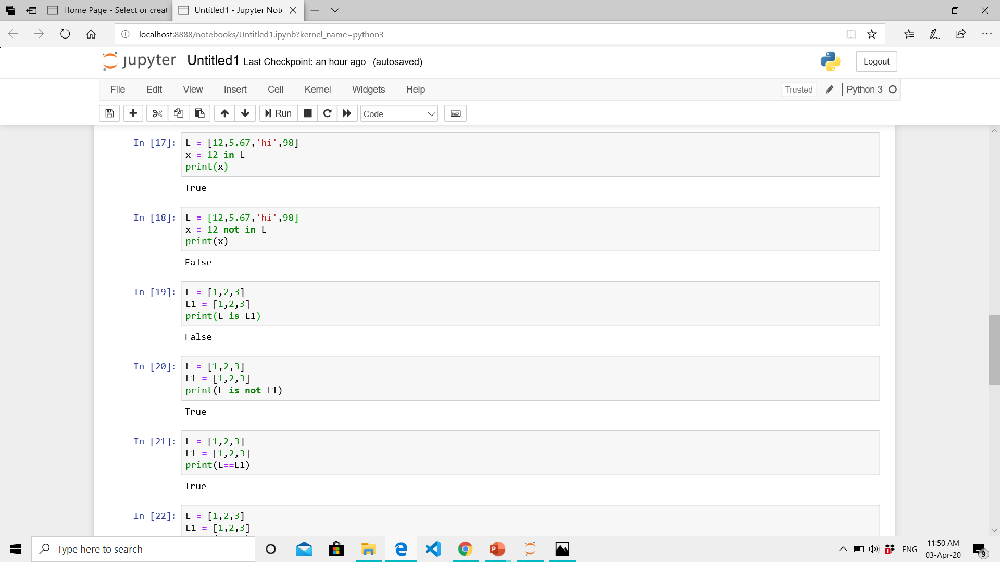 Home Page - Select or creat
Untitled1 - Jupyter Note
localhost:8888/notebooks/Untitled1.ipynb?kernel_name=python3
jupyter Untitled1 Last Checkpoint: an hour ago (autosaved)
Logout
File Edit View Insert Cell Kernel Widgets Help
Trusted Python 3
Run Code
In [17]: L = [12,5.67,'hi',98]
x = 12 in L
print(x)
True
In [18]: L = [12,5.67,'hi',98]
x = 12 not in L
print(x)
False
In [19]: L = [1,2,3]
L1 = [1,2,3]
print(L is L1)
False
In [20]: L = [1,2,3]
L1 = [1,2,3]
print(L is not L1)
True
In [21]: L = [1,2,3]
L1 = [1,2,3]
print(L==L1)
True
In [22]: L = [1,2,3]
L1 = [1,2,3]
Type here to search
P
1
ENG
11:50 AM
03-Apr-20
9